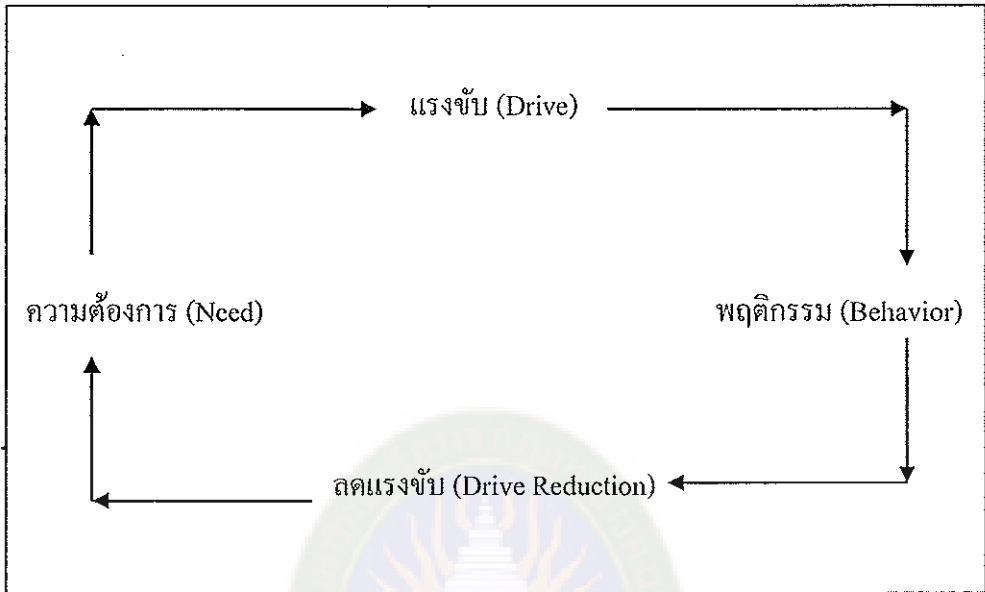 แรงขับ (Drive)
ความต้องการ (Need)
พฤติกรรม (Behavior)
ลดแรงขับ (Drive Reduction)